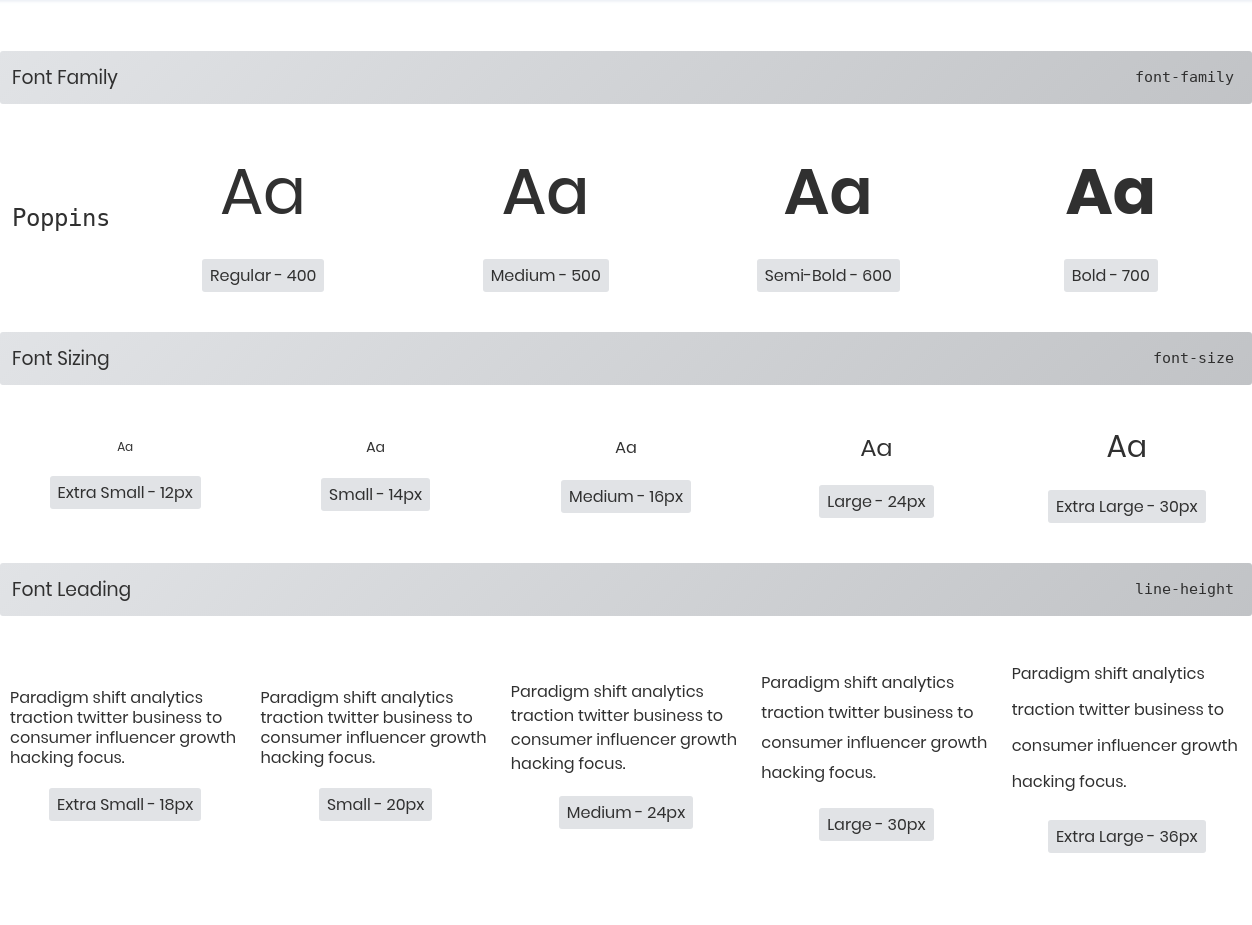 Font Family
font-family
Poppins
Aa
Aa
Aa
Aa
Regular - 400
Medium - 500
Semi-Bold - 600
Bold - 700
Font Sizing
font-size
Aa
Aa
Aa
Aa
Aa
Extra Small - 12px
Small - 14px
Medium - 16px
Large - 24px
Extra Large - 30px
Font Leading
line-height
Paradigm shift analytics
traction twitter business to
consumer influencer growth
hacking focus.
Extra Small - 18px
Paradigm shift analytics
traction twitter business to
consumer influencer growth
hacking focus.
Small - 20px
Paradigm shift analytics
traction twitter business to
consumer influencer growth
hacking focus.
Medium - 24px
Paradigm shift analytics
traction twitter business to
consumer influencer growth
hacking focus.
Large - 30px
Paradigm shift analytics
traction twitter business to
consumer influencer growth
hacking focus.
Extra Large - 36px